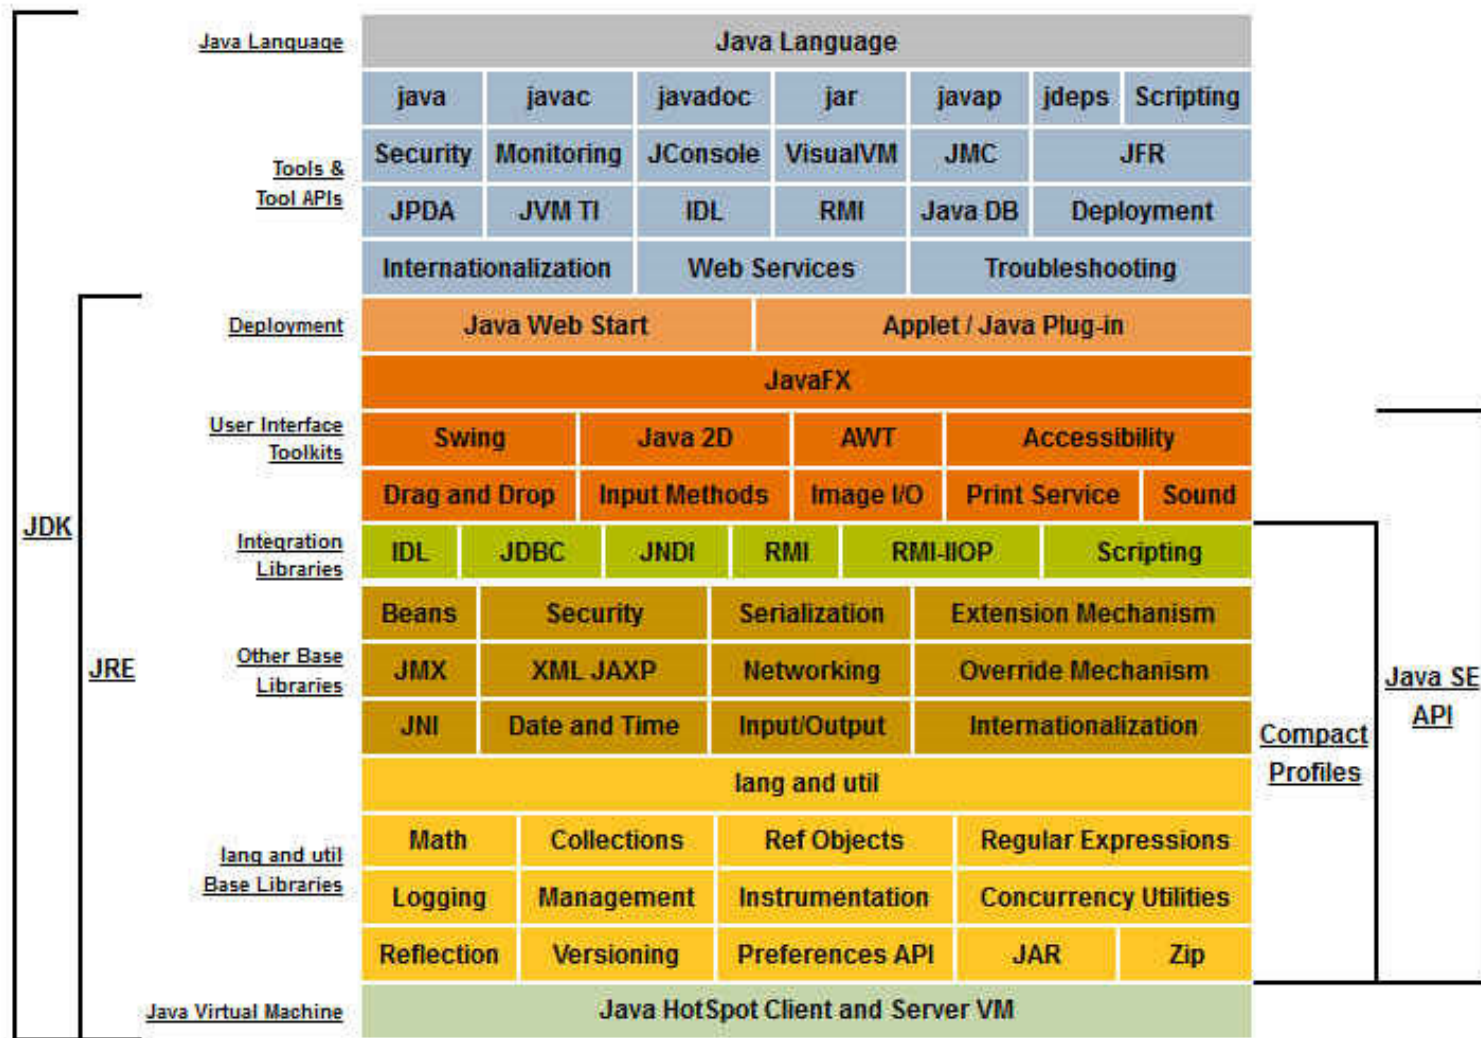 Java Language
Java Language
java javac javadoc jar javap jdeps Scripting
Tools &
Tool APIs
Security Monitoring JConsole VisualVM JMC JFR
JPDA JVM TI IDL RMI Java DB Deployment
Internationalization Web Services Troubleshooting
Deployment
Java Web Start Applet / Java Plug-in
JavaFX
User Interface
Toolkits
Swing Java 2D AWT Accessibility
Drag and Drop Input Methods Image I/O Print Service Sound
JDK
Integration
Libraries
IDL JDBC JNDI RMI RMI-IIOP Scripting
Beans Security Serialization Extension Mechanism
JRE
Other Base
Libraries
JMX XML JAXP Networking Override Mechanism
Java SE
API
JNI Date and Time Input/Output Internationalization
Compact
Profiles
lang and util
lang and util
Base Libraries
Math Collections Ref Objects Regular Expressions
Logging Management Instrumentation Concurrency Utilities
Reflection Versioning Preferences API JAR Zip
Java Virtual Machine
Java HotSpot Client and Server VM